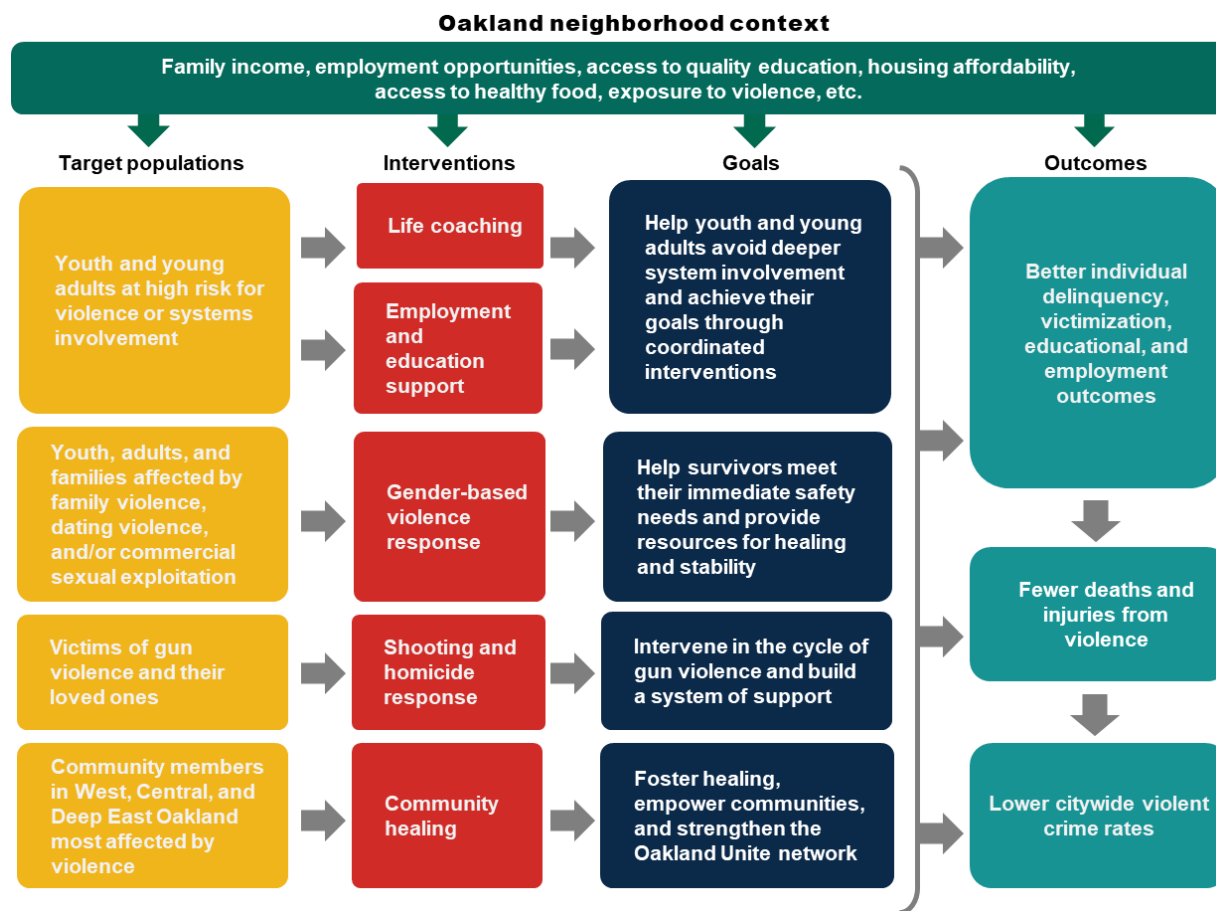 Oakland neighborhood context
Family income, employment opportunities, access to quality education, housing affordability,
access to healthy food, exposure to violence, etc.
Target populations
Interventions
Goals
Outcomes
Youth and young
adults at high risk for
violence or systems
involvement
Life coaching
Employment
and
education
support
Help youth and young
adults avoid deeper
system involvement
and achieve their
goals through
coordinated
interventions
Better individual
delinquency,
victimization,
educational, and
employment
outcomes
Youth, adults, and
families affected by
family violence,
dating violence,
and/or commercial
sexual exploitation
Gender-based
violence
response
Help survivors meet
their immediate safety
needs and provide
resources for healing
and stability
Fewer deaths and
injuries from
violence
Victims of gun
violence and their
loved ones
Shooting and
homicide
response
Intervene in the cycle of
gun violence and build
a system of support
Community members
in West, Central, and
Deep East Oakland
most affected by
violence
Community
healing
Foster healing,
empower communities,
and strengthen the
Oakland Unite network
Lower citywide violent
crime rates